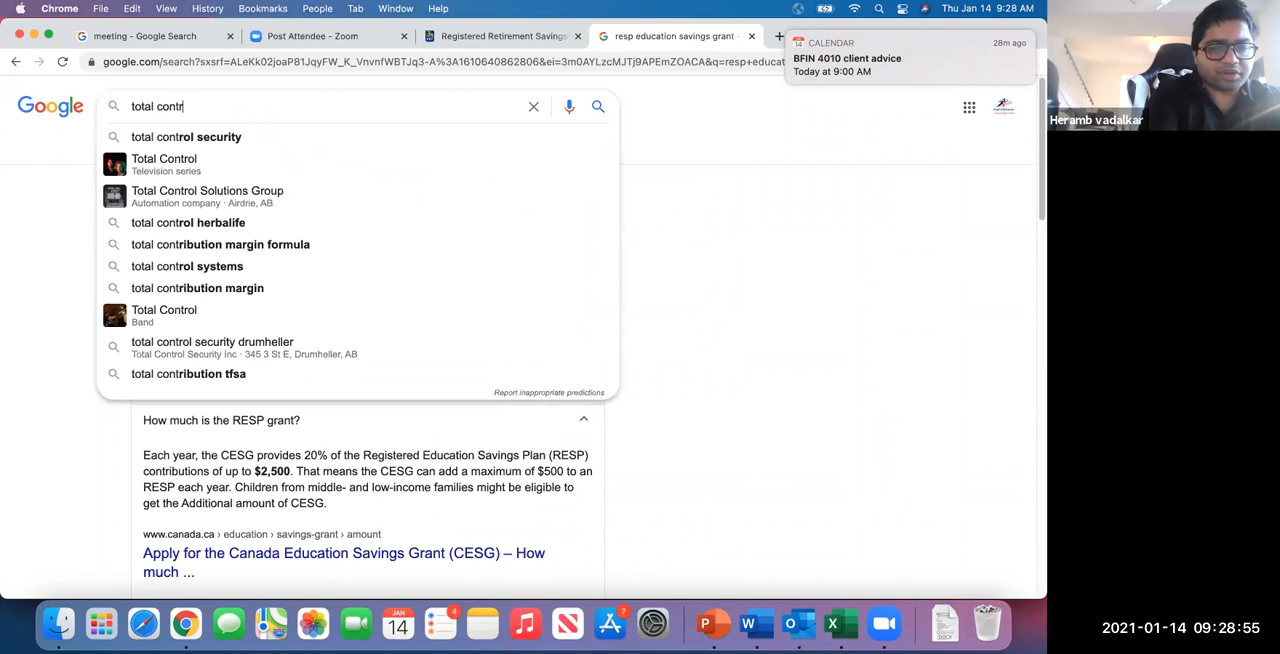 Chrome File Edit View History Bookmarks People Tab Window Help Thu Jan 14 9:28 AM
meeting - Google Search
Post Attendee - Zoom
Registered Retirement Savings
resp education savings grant -
google.com/search?sxsrf=ALeKk02joaP81JqyFW_K_VnvnfWBTJq3-A%3A1610640862806&ei=3m0AYLzcMJTj9APEmZOACA&q=resp+educat
CALENDAR 28m ago
BFIN 4010 client advice
Today at 9:00 AM
Google
total contr
total control security
Total Control
Television series
Total Control Solutions Group
Automation company · Airdrie, AB
total control herbalife
total contribution margin formula
total control systems
total contribution margin
Total Control
Band
total control security drumheller
Total Control Security Inc · 345 3 St E, Drumheller, AB
total contribution tfsa
Report inappropriate predictions
How much is the RESP grant?
Each year, the CESG provides 20% of the Registered Education Savings Plan (RESP)
contributions of up to $2,500. That means the CESG can add a maximum of $500 to an
RESP each year. Children from middle- and low-income families might be eligible to
get the Additional amount of CESG.
www.canada.ca › education › savings-grant › amount
Apply for the Canada Education Savings Grant (CESG) – How
much ...
Heramb vadalkar
JAN
14
4
7
P
W
O
X
2021-01-14 09:28:55